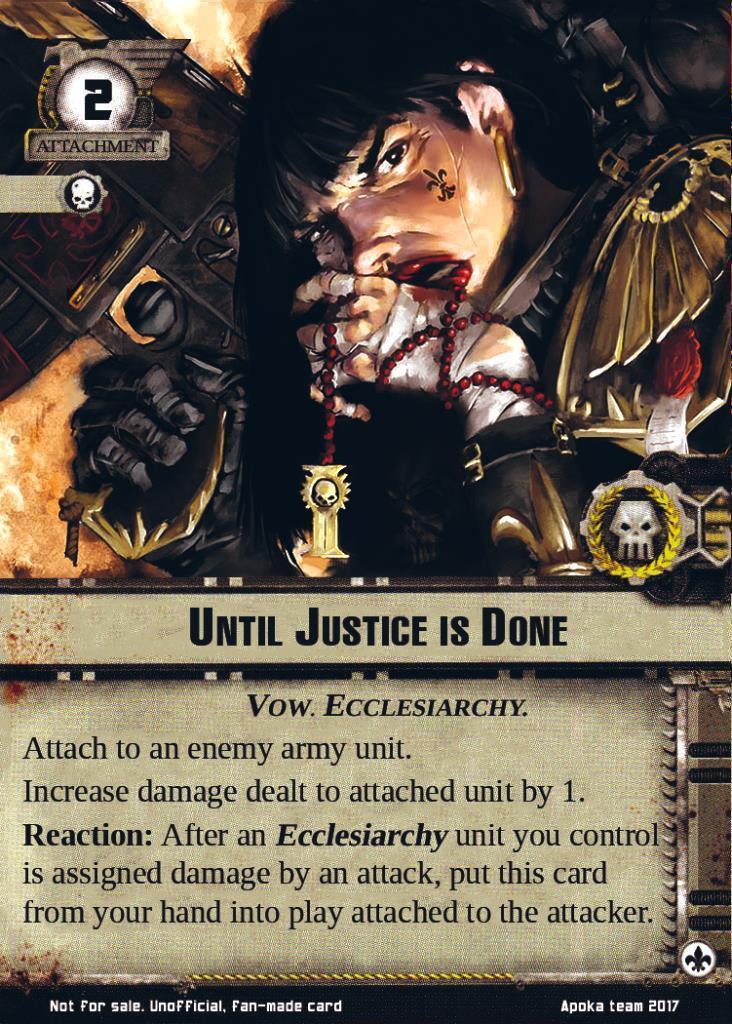 2
ATTACHMENT
UNTIL JUSTICE IS DONE
VOW. ECCLESIARCHY.
Attach to an enemy army unit.
Increase damage dealt to attached unit by 1.
Reaction: After an Ecclesiarchy unit you control
is assigned damage by an attack, put this card
from your hand into play attached to the attacker.
Not for sale. Unofficial, fan-made card
Apoka team 2017